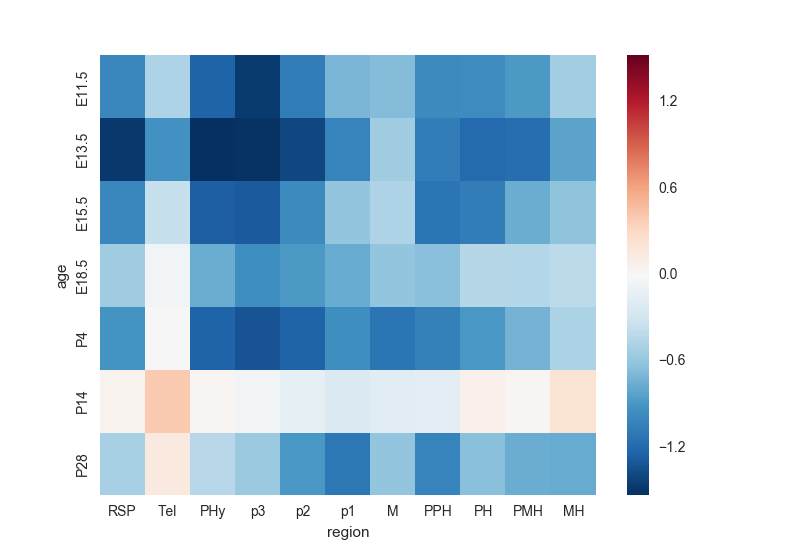 age
E11.5
E13.5
E15.5
E18.5
P4
P14
P28
RSP Tel PHy p3 p2 p1 M PPH PH PMH MH
region
1.2
0.6
0.0
−0.6
−1.2